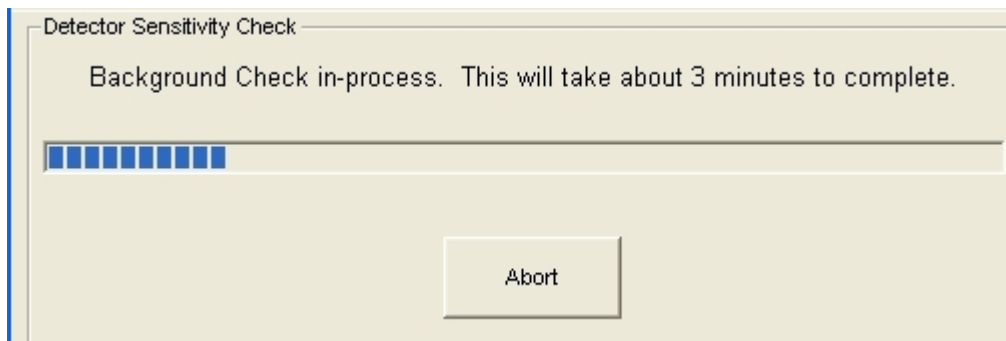 Detector Sensitivity Check
Background Check in-process.  This will take about 3 minutes to complete.
Abort